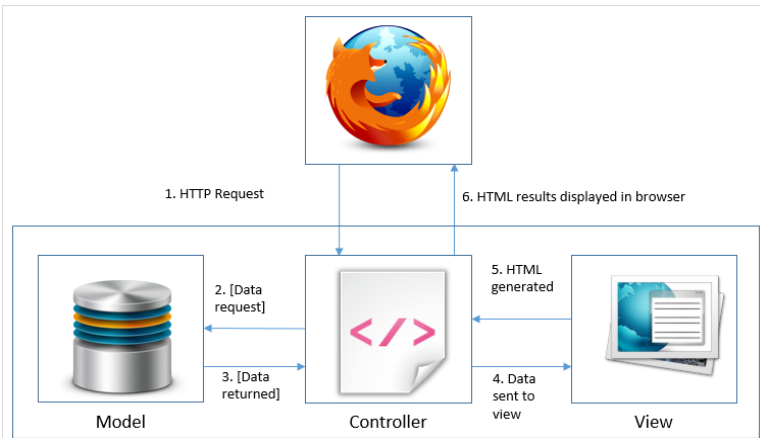 1. HTTP Request
6. HTML results displayed in browser
2. [Data
request]
5. HTML
generated
</>
3. [Data
returned]
4. Data
sent to
view
Model
Controller
View